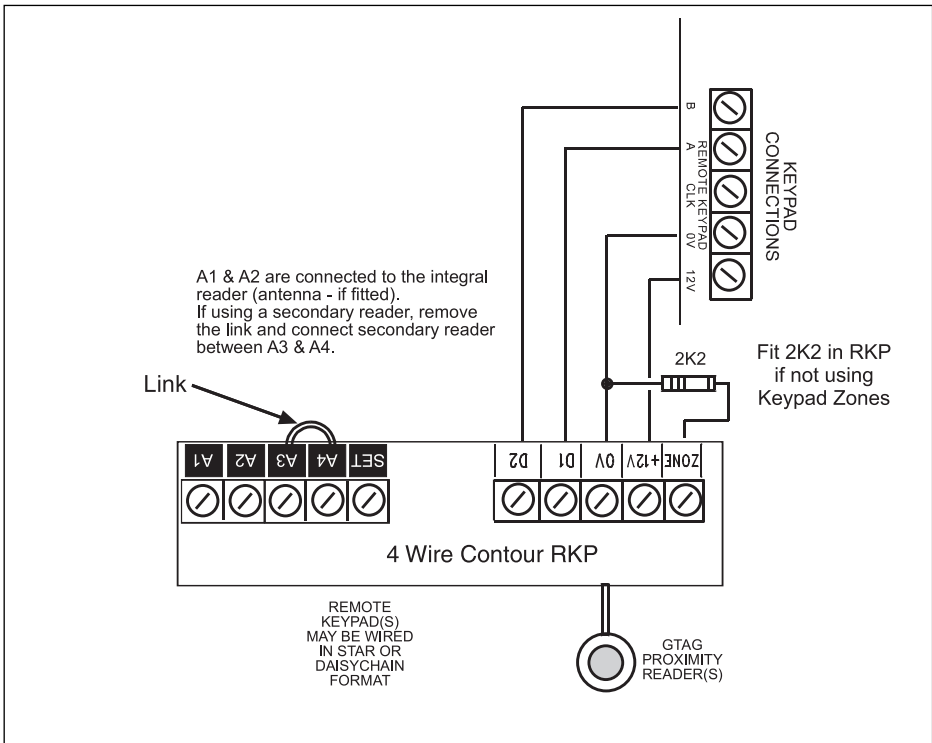 B
A
CLK
0V
12V
REMOTE KEYPAD
KEYPAD
CONNECTIONS
A1 & A2 are connected to the integral
reader (antenna - if fitted).
If using a secondary reader, remove
the link and connect secondary reader
between A3 & A4.
Link
2K2
Fit 2K2 in RKP
if not using
Keypad Zones
A1 A2 A3 A4 SET
D2 D1 0V +12V ZONE
4 Wire Contour RKP
REMOTE
KEYPAD(S)
MAY BE WIRED
IN STAR OR
DAISYCHAIN
FORMAT
GTAG
PROXIMITY
READER(S)